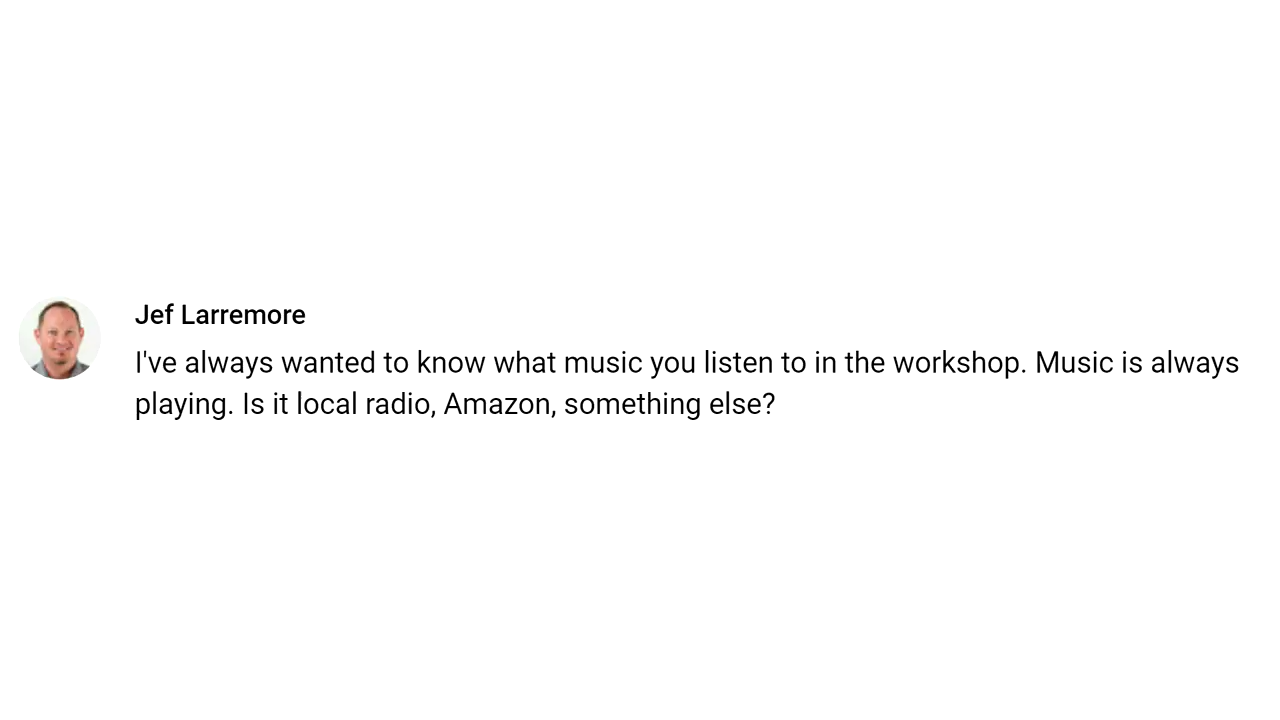 Jef Larremore
I've always wanted to know what music you listen to in the workshop. Music is always
playing. Is it local radio, Amazon, something else?